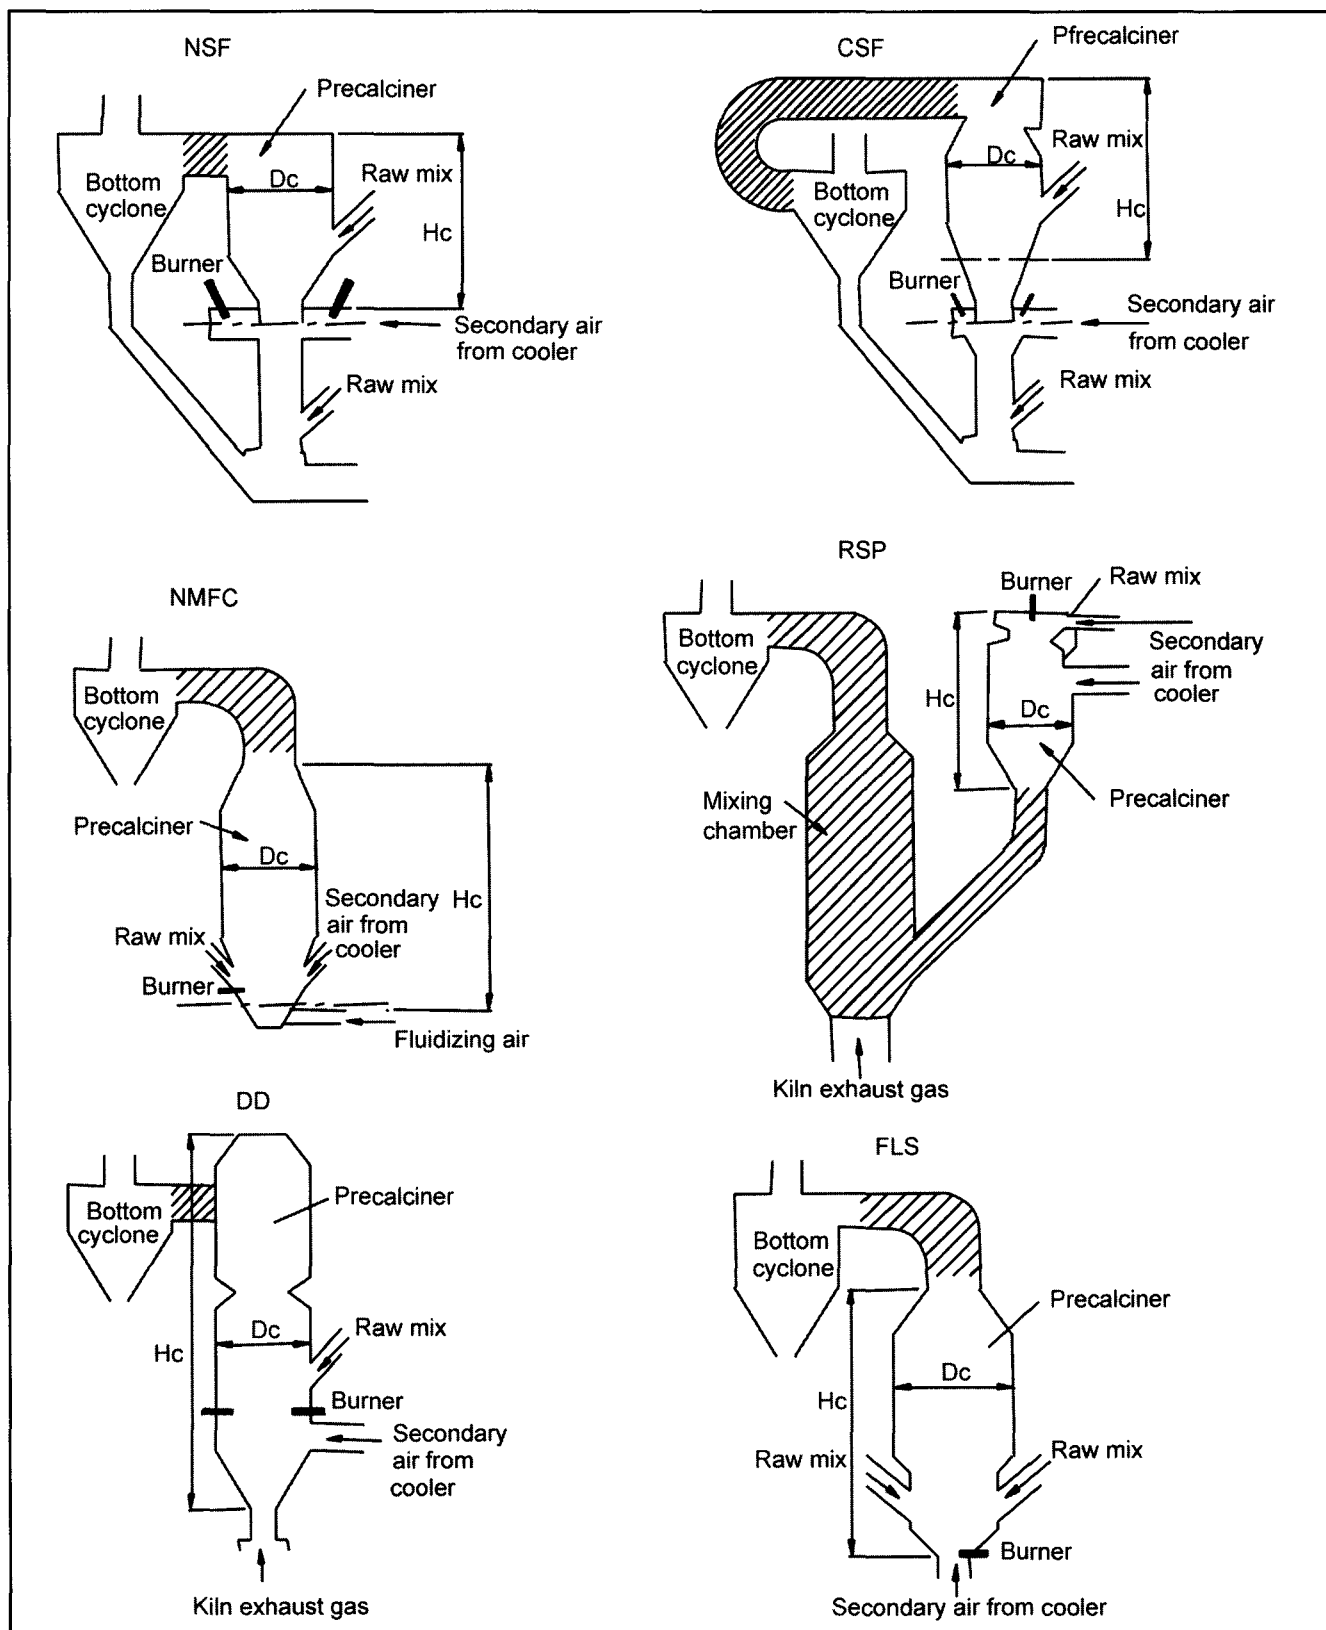 NSF
Precalciner
Bottom
cyclone
Dc
Raw mix
Hc
Burner
Secondary air
from cooler
Raw mix
CSF
Pfrecalciner
Raw mix
Dc
Bottom
cyclone
Hc
Burner
Secondary air
from cooler
Raw mix
NMFC
Bottom
cyclone
Precalciner
Dc
Secondary
air from
cooler
Hc
Raw mix
Burner
Fluidizing air
RSP
Burner
Raw mix
Bottom
cyclone
Secondary
air from
cooler
Hc
Dc
Mixing
chamber
Precalciner
Kiln exhaust gas
DD
Precalciner
Bottom
cyclone
Dc
Raw mix
Hc
Burner
Secondary
air from
cooler
Kiln exhaust gas
FLS
Bottom
cyclone
Precalciner
Dc
Hc
Raw mix
Raw mix
Burner
Secondary air from cooler